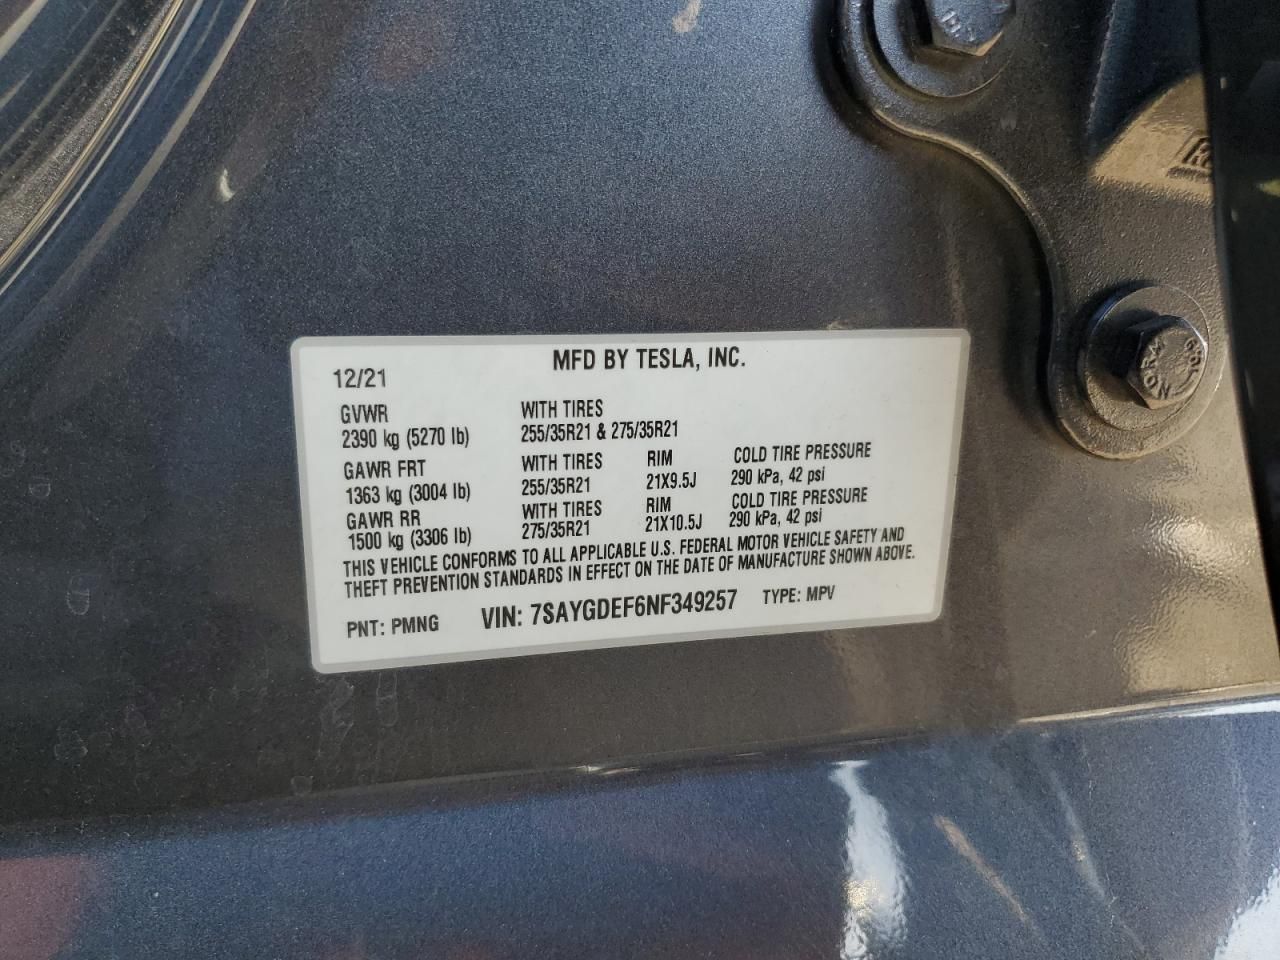 MFD BY TESLA, INC.
12/21
GVWR WITH TIRES
2390 kg (5270 lb) 255/35R21 & 275/35R21
GAWR FRT WITH TIRES RIM COLD TIRE PRESSURE
1363 kg (3004 lb) 255/35R21 21X9.5J 290 kPa, 42 psi
GAWR RR WITH TIRES RIM COLD TIRE PRESSURE
1500 kg (3306 lb) 275/35R21 21X10.5J 290 kPa, 42 psi
THIS VEHICLE CONFORMS TO ALL APPLICABLE U.S. FEDERAL MOTOR VEHICLE SAFETY AND
THEFT PREVENTION STANDARDS IN EFFECT ON THE DATE OF MANUFACTURE SHOWN ABOVE.
PNT: PMNG VIN: 7SAYGDEF6NF349257 TYPE: MPV